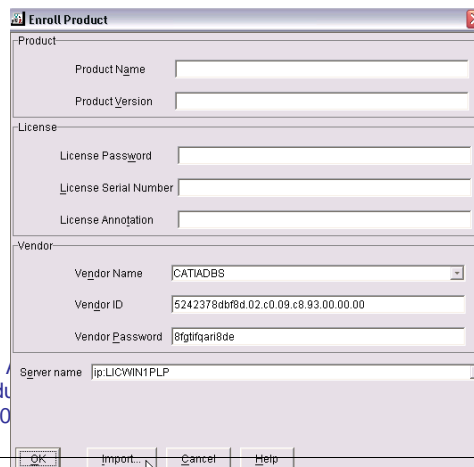 Enroll Product
Product
Product Name
Product Version
License
License Password
License Serial Number
License Annotation
Vendor
Vendor Name CATIADBS
Vendor ID 5242378dbf8d.02.c0.09.c8.93.00.00.00
Vendor Password 8fgtifqari8de
Server name ip:LICWIN1PLP
OK Import... Cancel Help